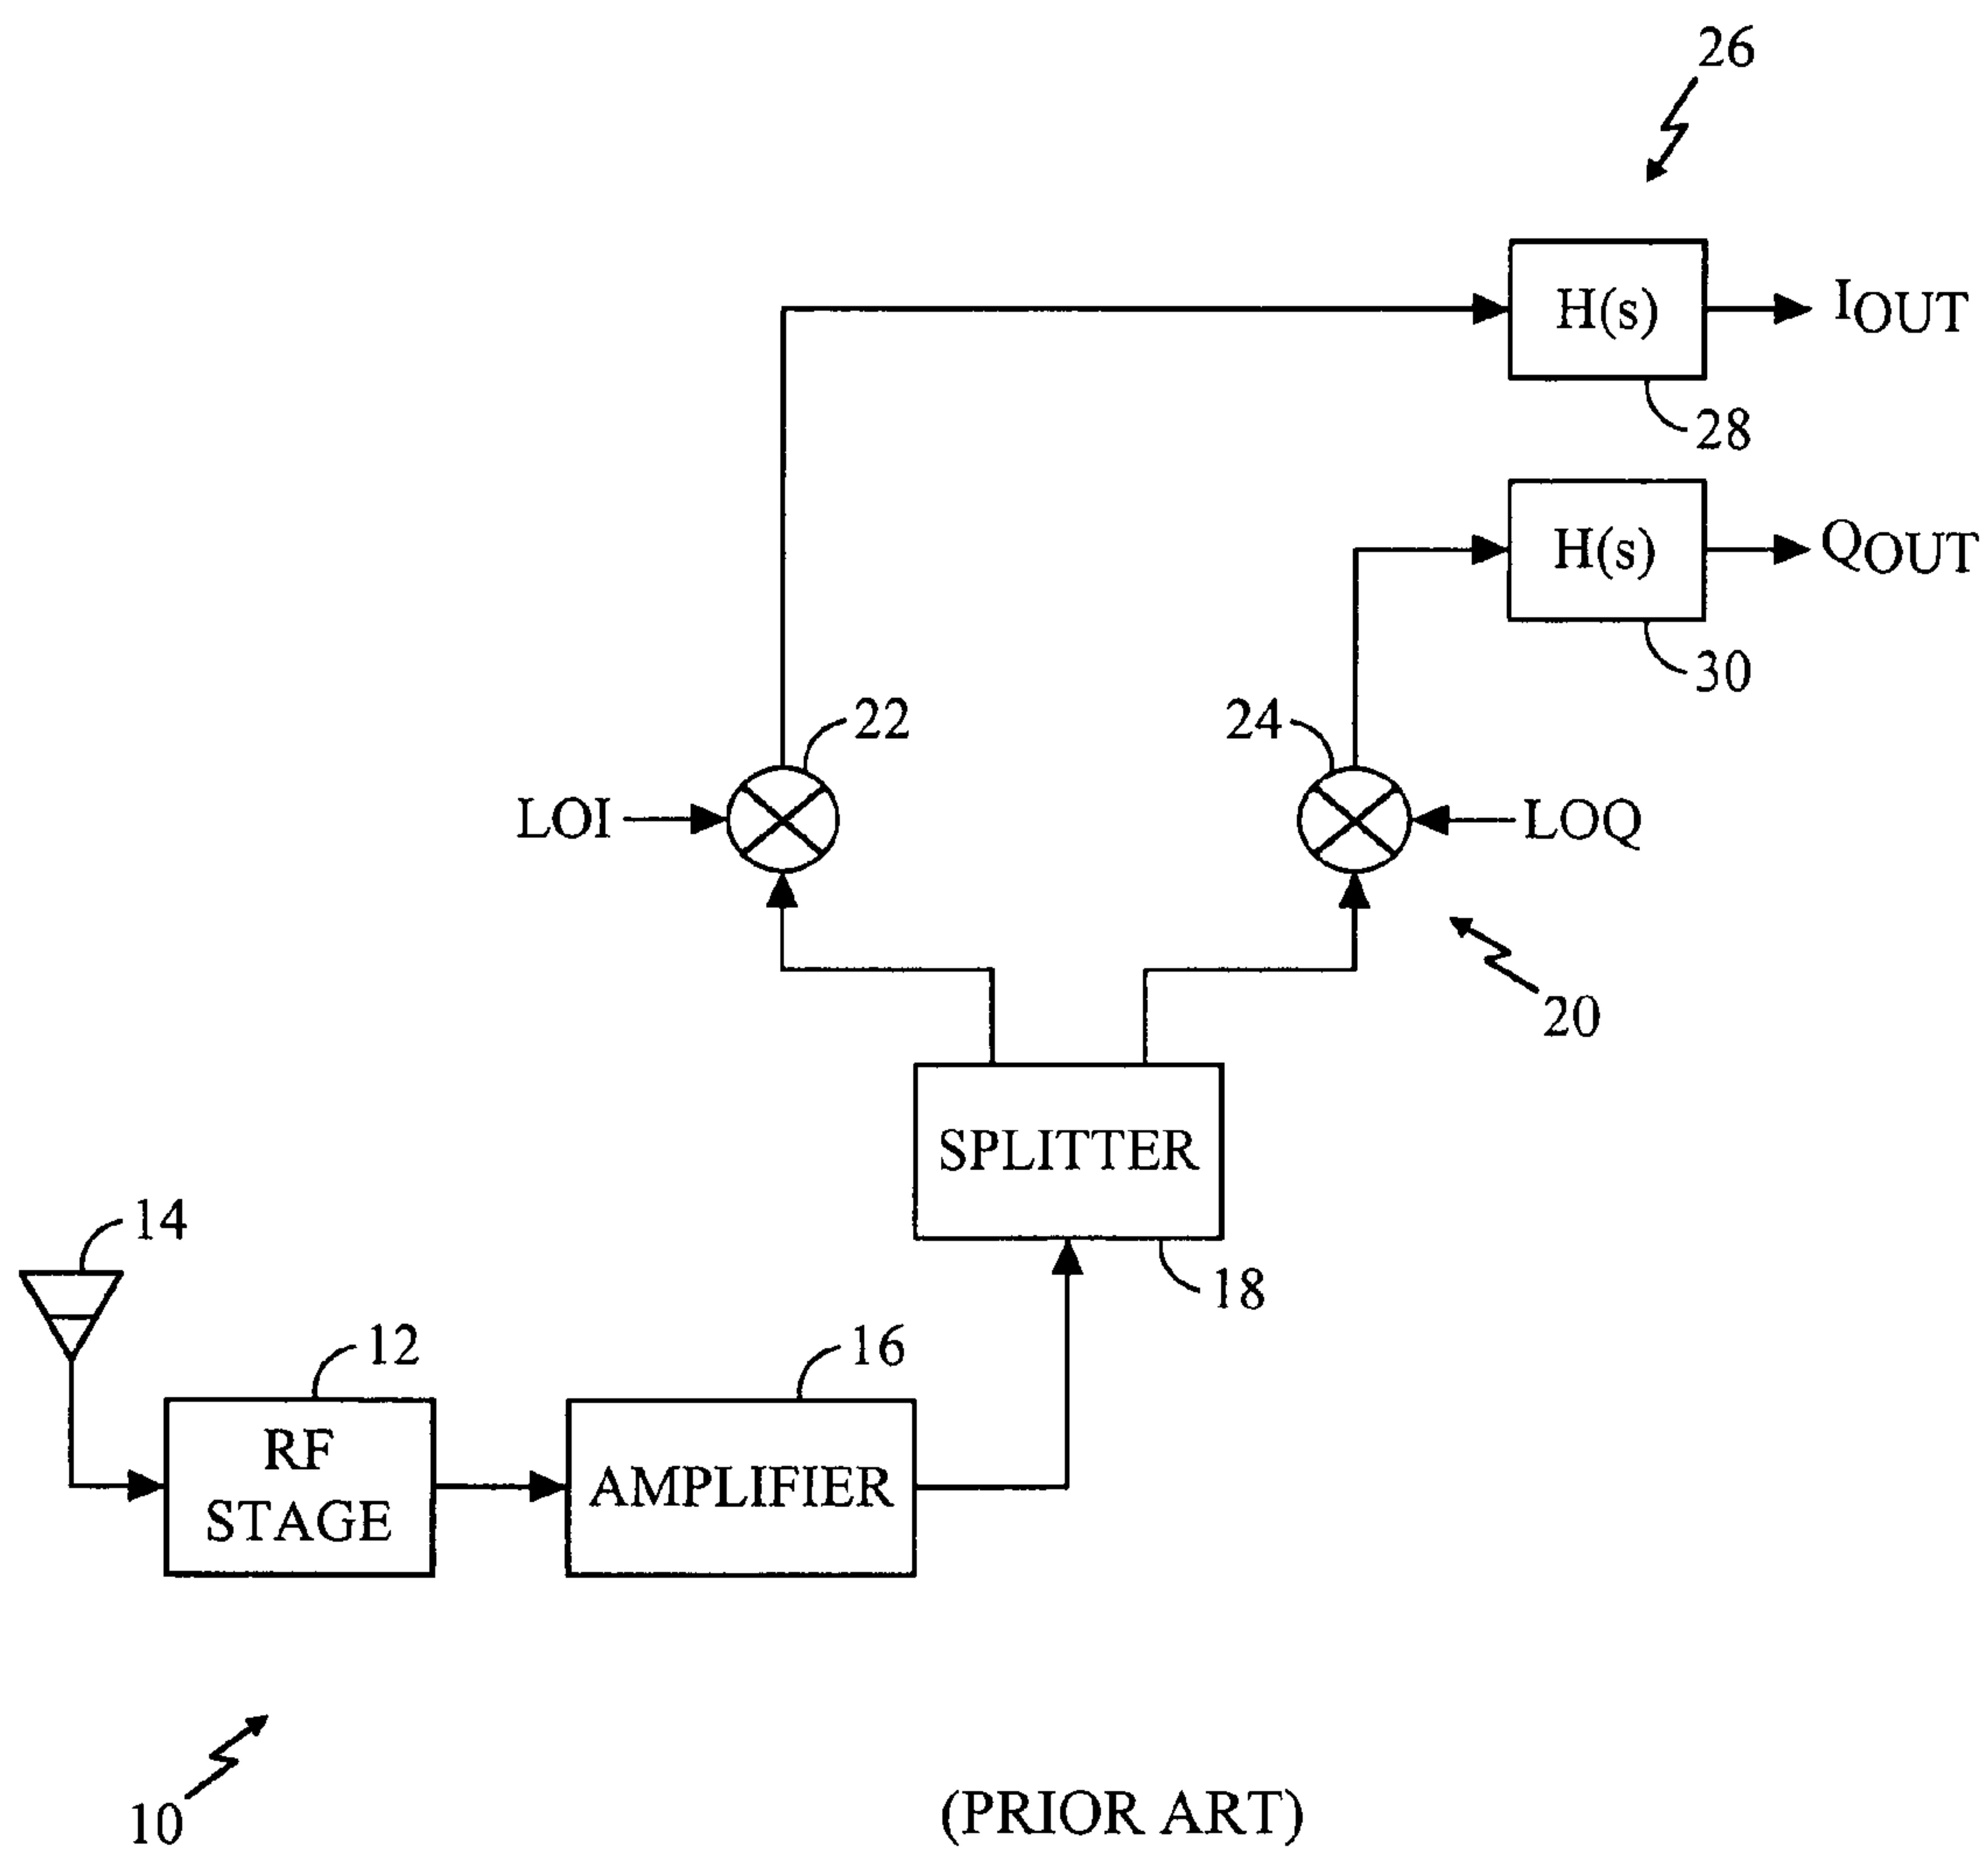 26
H(s)
IOUT
28
H(s)
QOUT
30
22
24
LOI
LOQ
20
SPLITTER
18
14
12
16
RF
STAGE
AMPLIFIER
10
(PRIOR ART)